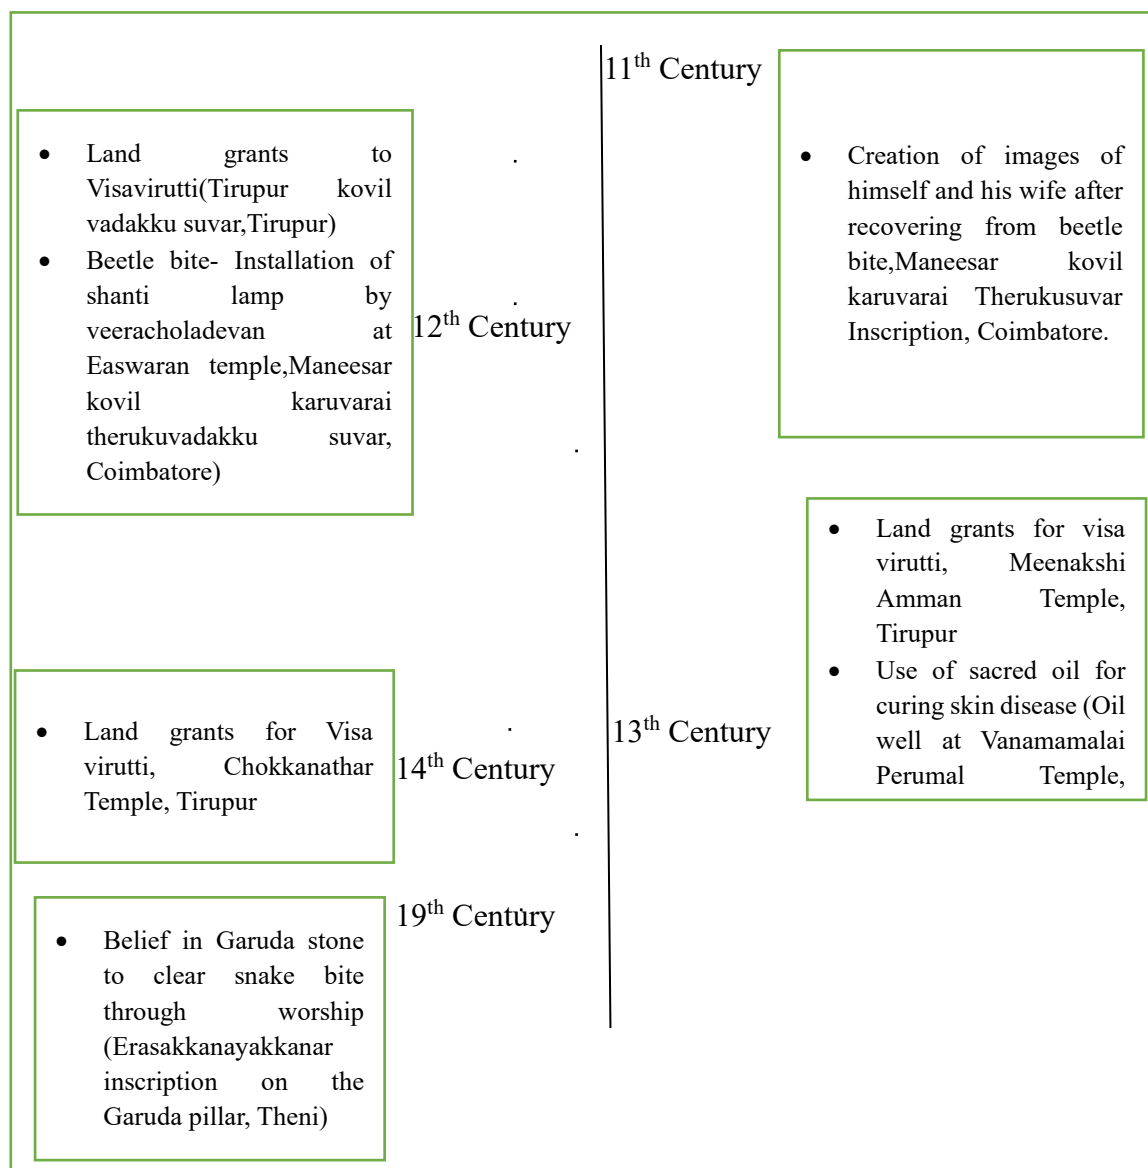 11th Century
Creation of images of
himself and his wife after
recovering from beetle
bite,Maneesar kovil
karuvarai Therukusuvar
Inscription, Coimbatore.
• Land grants to
Visavirutti(Tirupur kovil
vadakku suvar,Tirupur)
• Beetle bite- Installation of
shanti lamp by
veeracholadevan at
Easwaran temple,Maneesar
kovil karuvarai
therukuvadakku suvar,
Coimbatore)
12th Century
• Land grants for visa
virutti, Meenakshi
Amman Temple,
Tirupur
• Use of sacred oil for
curing skin disease (Oil
well at Vanamamalai
Perumal Temple,
13th Century
• Land grants for Visa
virutti, Chokkanathar
Temple, Tirupur
14th Century
19th Century
• Belief in Garuda stone
to clear snake bite
through worship
(Erasakkanayakkanar
inscription on the
Garuda pillar, Theni)